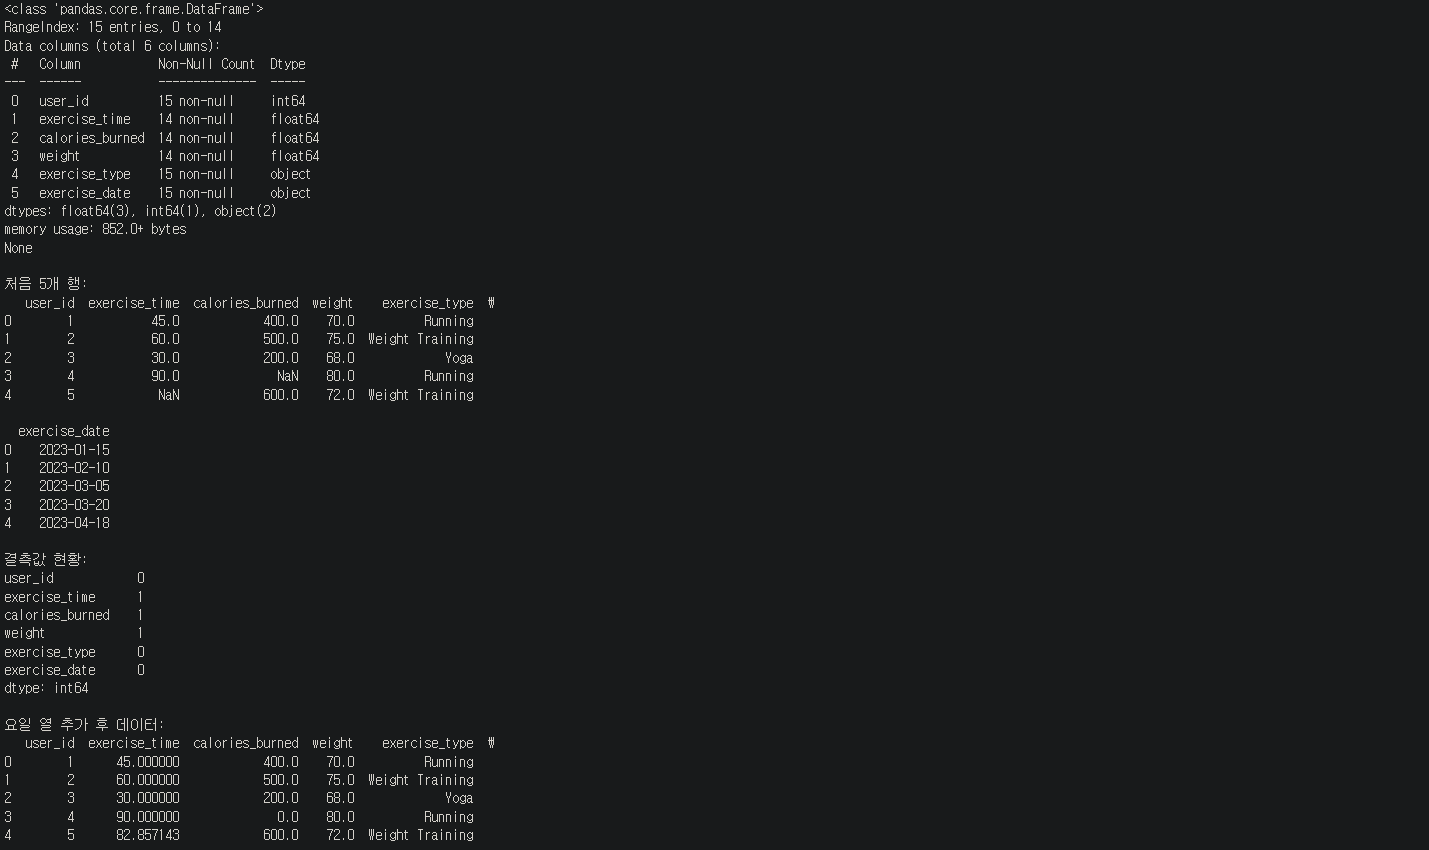 <class 'pandas.core.frame.DataFrame'>
RangeIndex: 15 entries, 0 to 14
Data columns (total 6 columns):
 #   Column           Non-Null Count  Dtype
---  ------           --------------  -----
 0   user_id          15 non-null     int64
 1   exercise_time    14 non-null     float64
 2   calories_burned  14 non-null     float64
 3   weight           14 non-null     float64
 4   exercise_type    15 non-null     object
 5   exercise_date    15 non-null     object
dtypes: float64(3), int64(1), object(2)
memory usage: 852.0+ bytes
None

처음 5개 행:
   user_id  exercise_time  calories_burned  weight    exercise_type  ₩
0        1           45.0            400.0    70.0          Running
1        2           60.0            500.0    75.0  Weight Training
2        3           30.0            200.0    68.0             Yoga
3        4           90.0              NaN    80.0          Running
4        5            NaN            600.0    72.0  Weight Training

  exercise_date
0    2023-01-15
1    2023-02-10
2    2023-03-05
3    2023-03-20
4    2023-04-18

결측값 현황:
user_id            0
exercise_time      1
calories_burned    1
weight             1
exercise_type      0
exercise_date      0
dtype: int64

요일 열 추가 후 데이터:
   user_id  exercise_time  calories_burned  weight    exercise_type  ₩
0        1      45.000000            400.0    70.0          Running
1        2      60.000000            500.0    75.0  Weight Training
2        3      30.000000            200.0    68.0             Yoga
3        4      90.000000              0.0    80.0          Running
4        5      82.857143            600.0    72.0  Weight Training